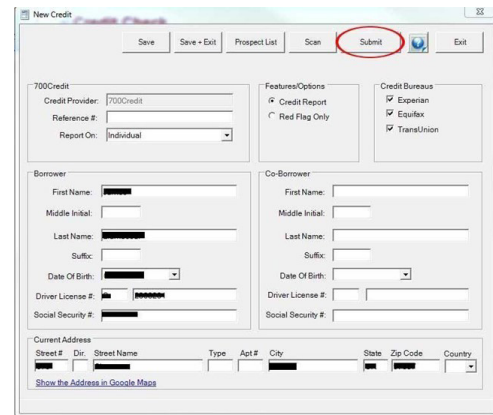 New Credit
Save Save + Exit Prospect List Scan Submit Exit
700Credit Features/Options Credit Bureaus
Credit Provider: 700Credit Credit Report Experian
Reference #: Red Flag Only Equifax
Report On: Individual TransUnion
Borrower Co-Borrower
First Name: First Name:
Middle Initial: Middle Initial:
Last Name: Last Name:
Suffix: Suffix:
Date Of Birth: Date Of Birth:
Driver License #: Driver License #:
Social Security #: Social Security #:
Current Address
Street # Dir. Street Name Type Apt # City State Zip Code Country
Show the Address in Google Maps